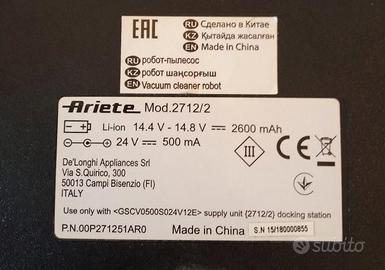 EAC
RU Сделано в Китае
KZ Қытайда жасалған
EN Made in China
RU робот-пылесос
KZ робот шаңсорғыш
EN Vacuum cleaner robot
Ariete Mod.2712/2
Li-ion 14.4 V - 14.8 V 2600 mAh
24 V 500 mA
III
CE
De'Longhi Appliances Srl
Via S.Quirico, 300
50013 Campi Bisenzio (FI)
ITALY
Use only with <GSCV0500S024V12E> supply unit {2712/2} docking station
P.N.00P271251AR0 Made in China S.N 15/180000855
subito